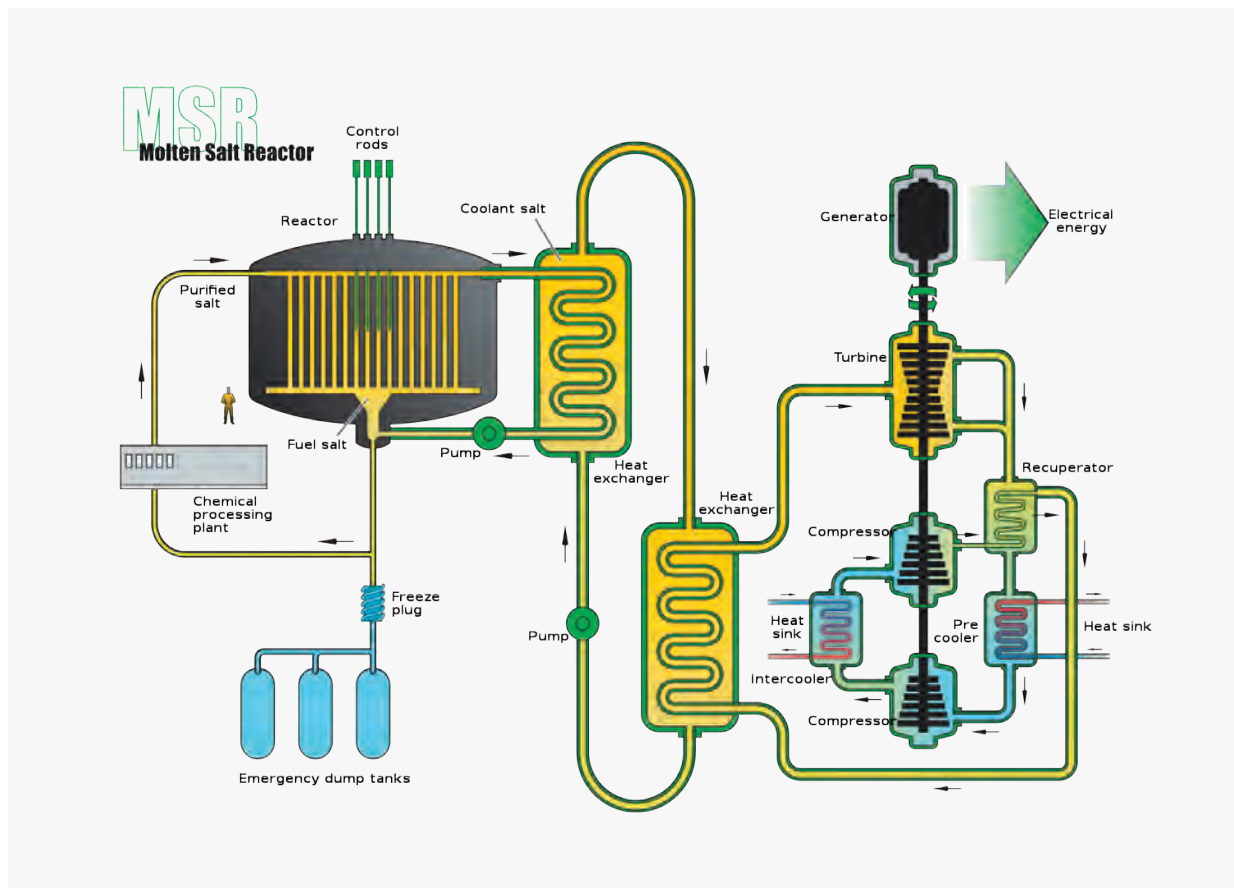 MSR
Molten Salt Reactor
Control
rods
Reactor
Coolant salt
Generator
Electrical
energy
Purified
salt
Turbine
Fuel salt
Pump
Heat
exchanger
Recuperator
Heat
exchanger
Chemical
processing
plant
Compressor
Freeze
plug
Pump
Heat
sink
Pre
cooler
Heat sink
Intercooler
Compressor
Emergency dump tanks